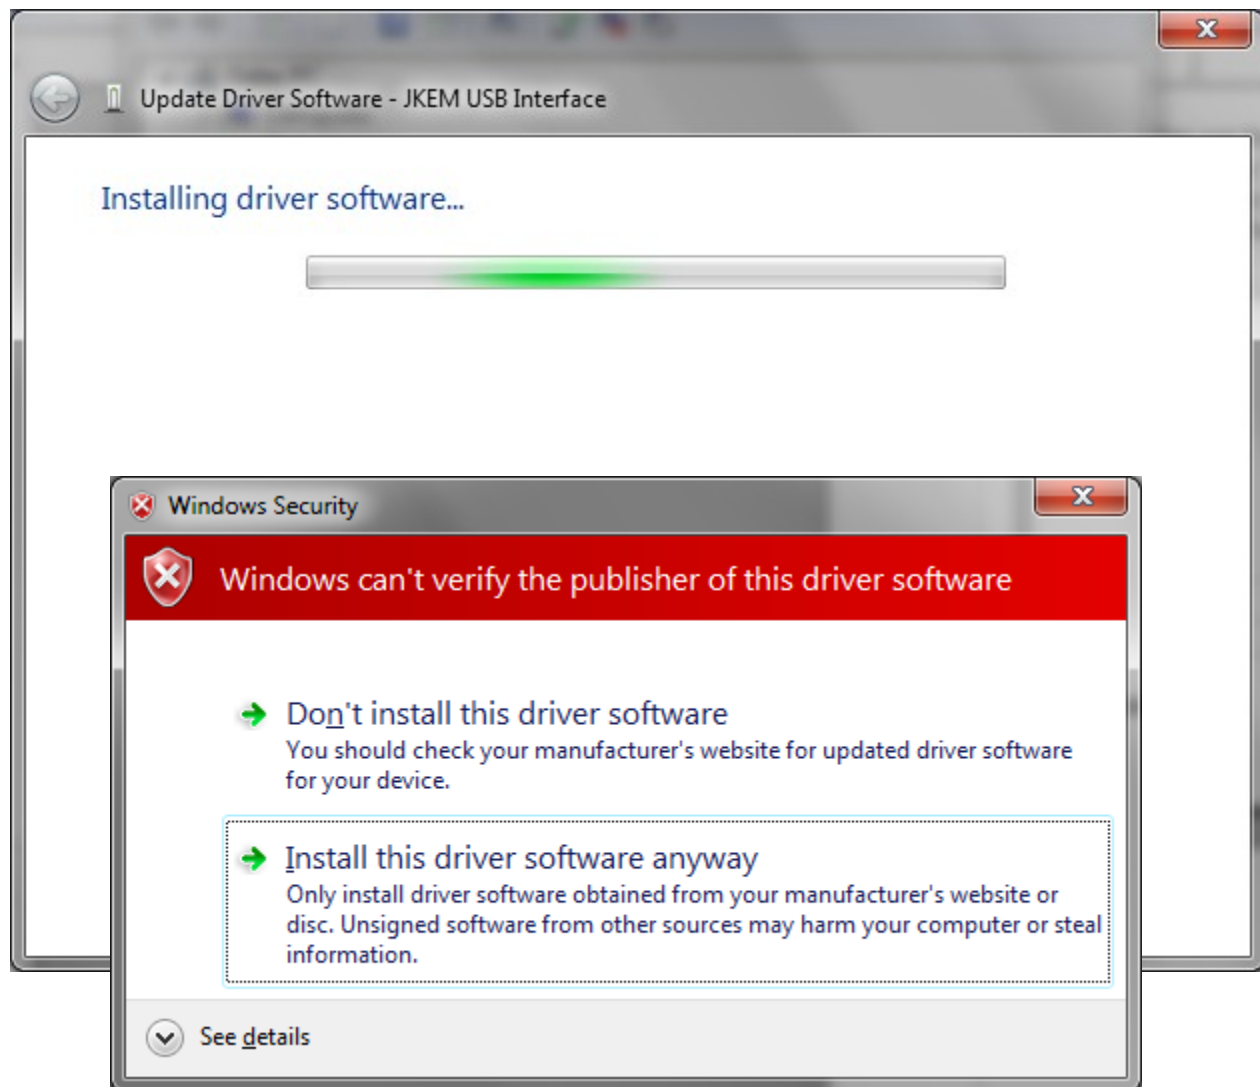 Update Driver Software - JKEM USB Interface
Installing driver software...
Windows Security
Windows can't verify the publisher of this driver software
Don't install this driver software
You should check your manufacturer's website for updated driver software
for your device.
Install this driver software anyway
Only install driver software obtained from your manufacturer's website or
disc. Unsigned software from other sources may harm your computer or steal
information.
See details